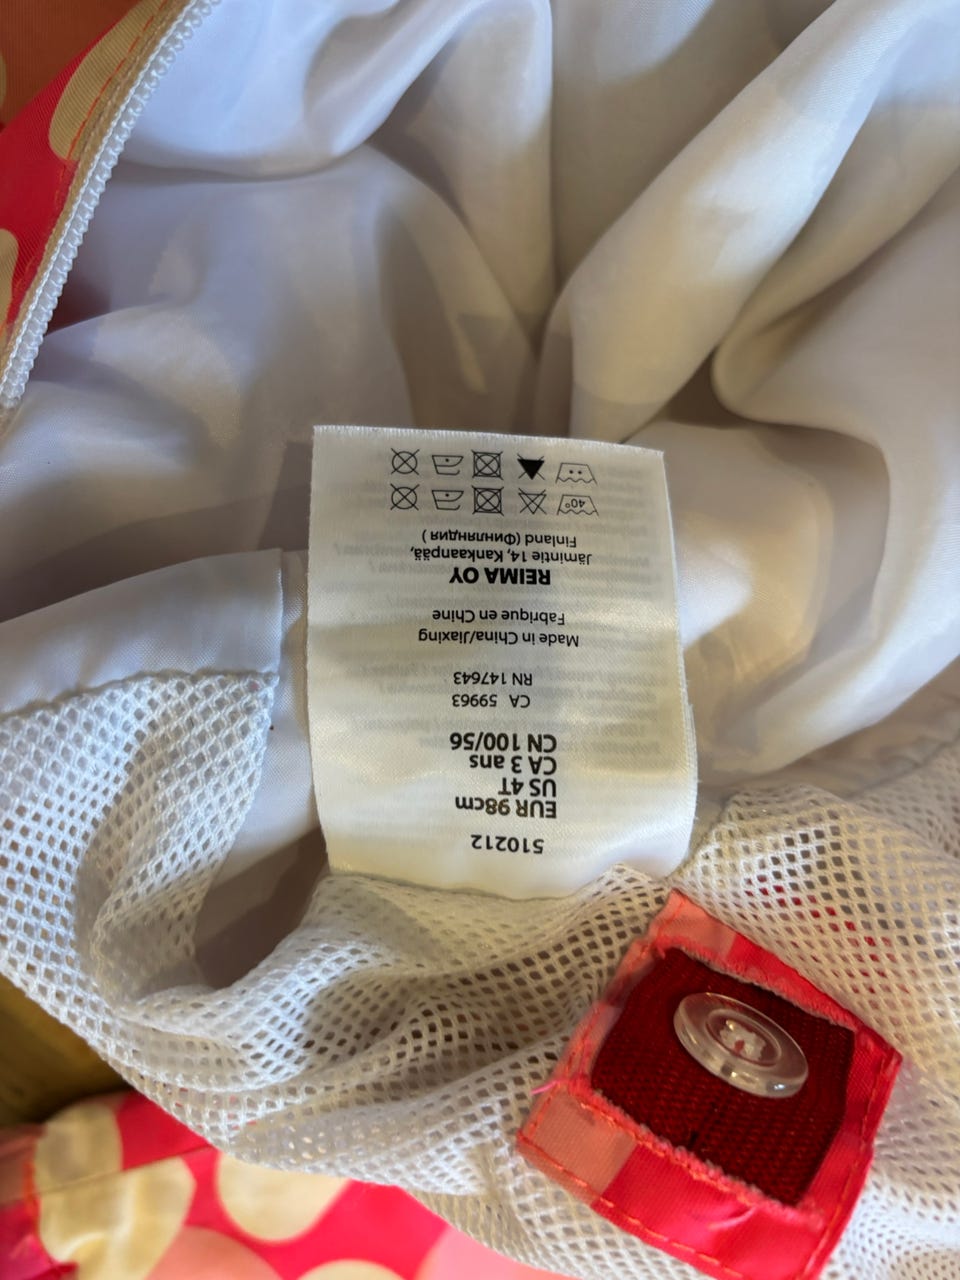 510212
EUR 98cm
US 4T
CA 3 ans
CN 100/56
CA 59963
RN 147643
Made in China/Jiaxing
Fabrique en Chine
REIMA OY
Jämintie 14, Kankaanpää,
Finland (Финляндия )
40°